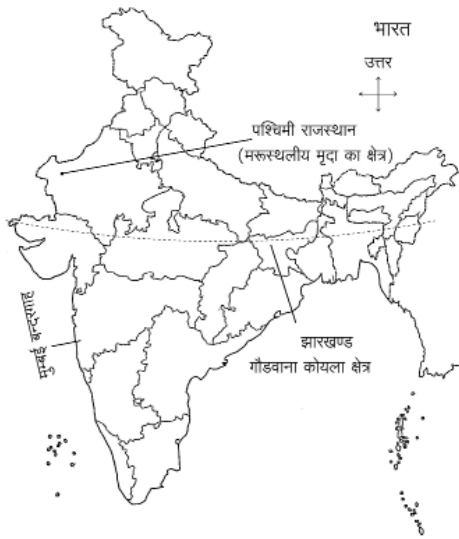 भारत
उत्तर
पश्चिमी राजस्थान
(मरूस्थलीय मृदा का क्षेत्र)
मुम्बई बन्दरगाह
झारखण्ड
गौडवाना कोयला क्षेत्र